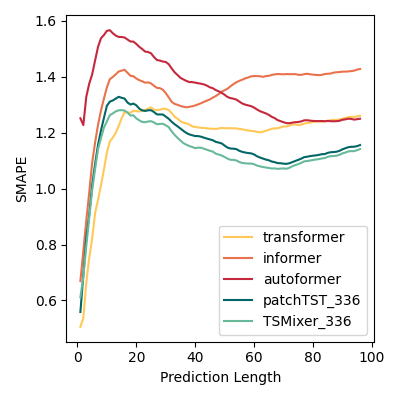 1.6
1.4
1.2
1.0
0.8
0.6
SMAPE
transformer
informer
autoformer
patchTST_336
TSMixer_336
0 20 40 60 80 100
Prediction Length